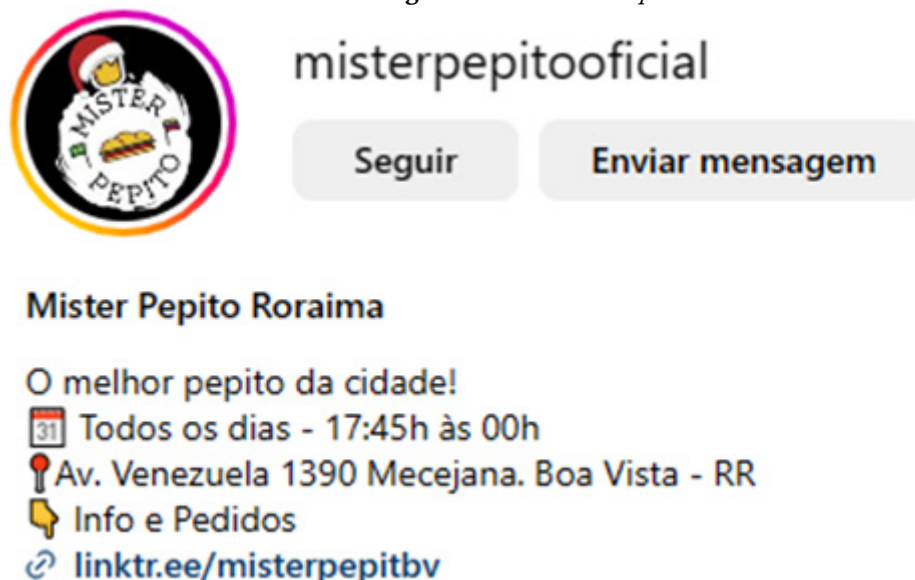 misterpepitooficial
Seguir
Enviar mensagem
MISTER
PEPITO
Mister Pepito Roraima
O melhor pepito da cidade!
31 Todos os dias - 17:45h às 00h
Av. Venezuela 1390 Mecejana. Boa Vista - RR
Info e Pedidos
linktr.ee/misterpepitbv